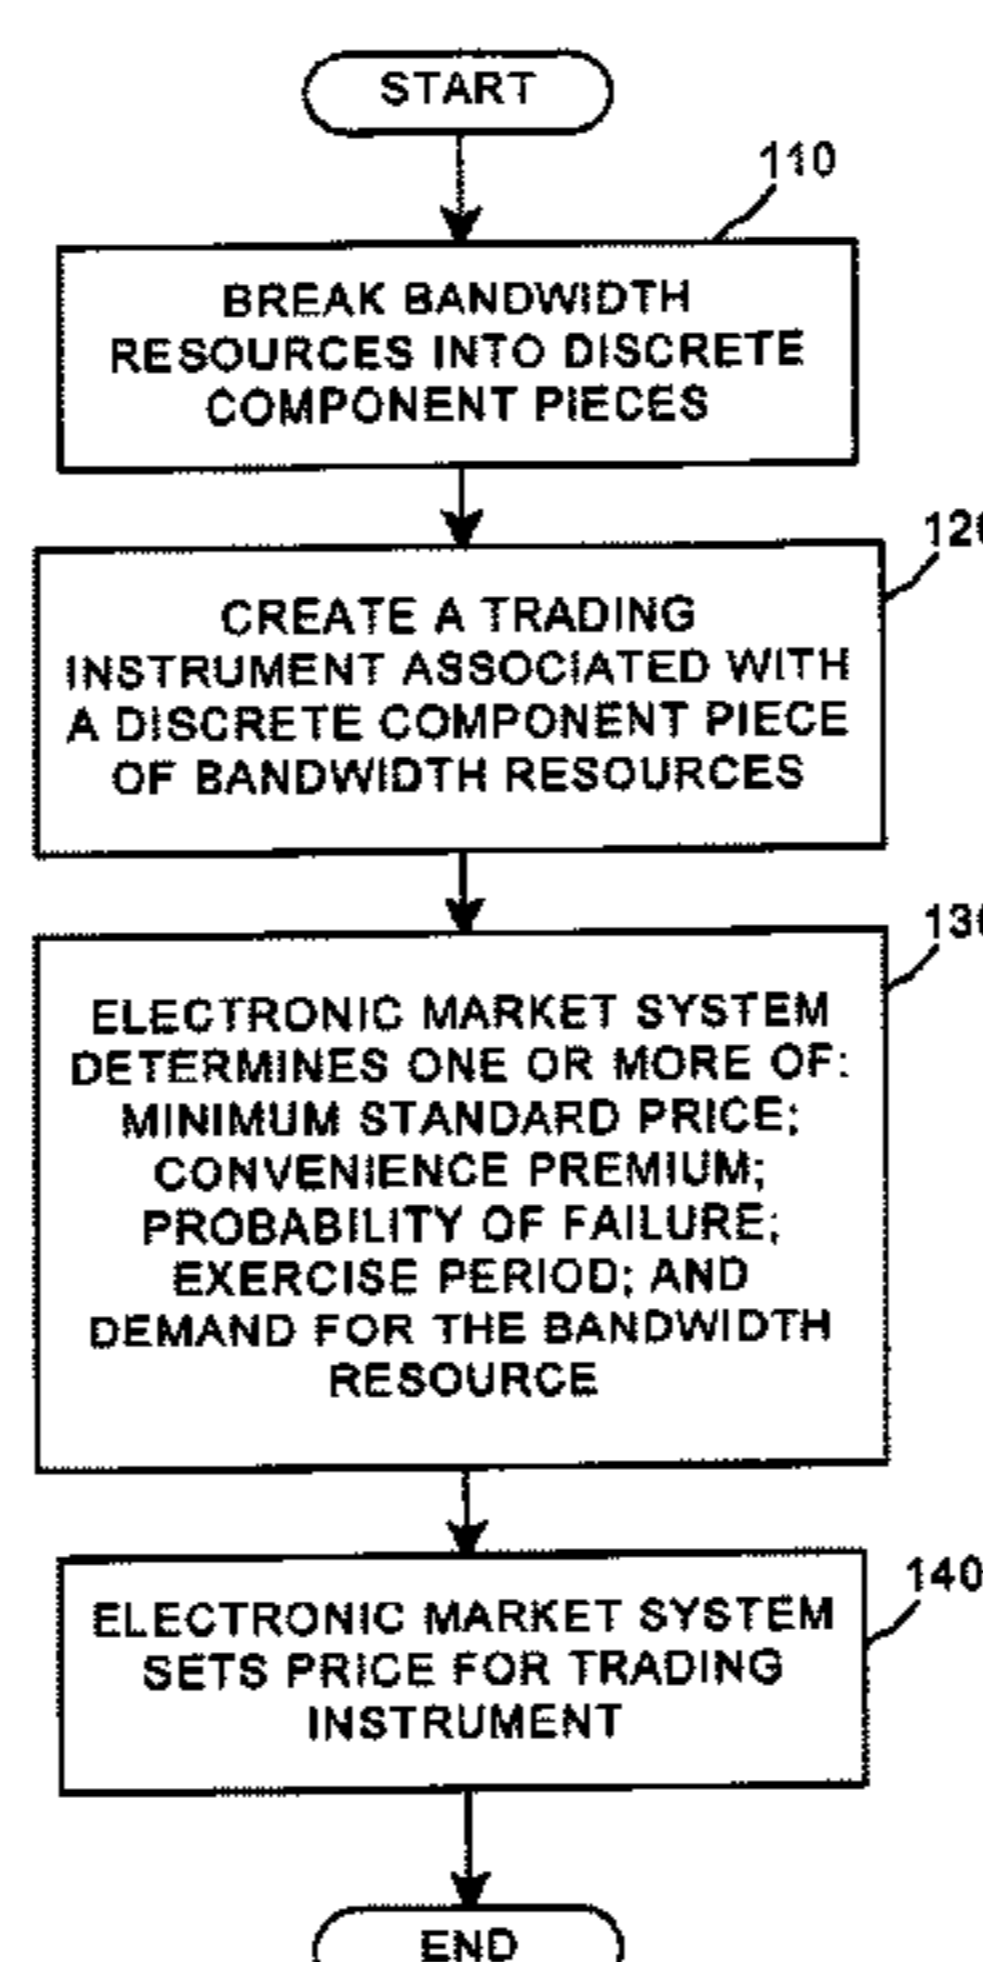 START
110
BREAK BANDWIDTH
RESOURCES INTO DISCRETE
COMPONENT PIECES
120
CREATE A TRADING
INSTRUMENT ASSOCIATED WITH
A DISCRETE COMPONENT PIECE
OF BANDWIDTH RESOURCES
130
ELECTRONIC MARKET SYSTEM
DETERMINES ONE OR MORE OF:
MINIMUM STANDARD PRICE;
CONVENIENCE PREMIUM;
PROBABILITY OF FAILURE;
EXERCISE PERIOD; AND
DEMAND FOR THE BANDWIDTH
RESOURCE
140
ELECTRONIC MARKET SYSTEM
SETS PRICE FOR TRADING
INSTRUMENT
END